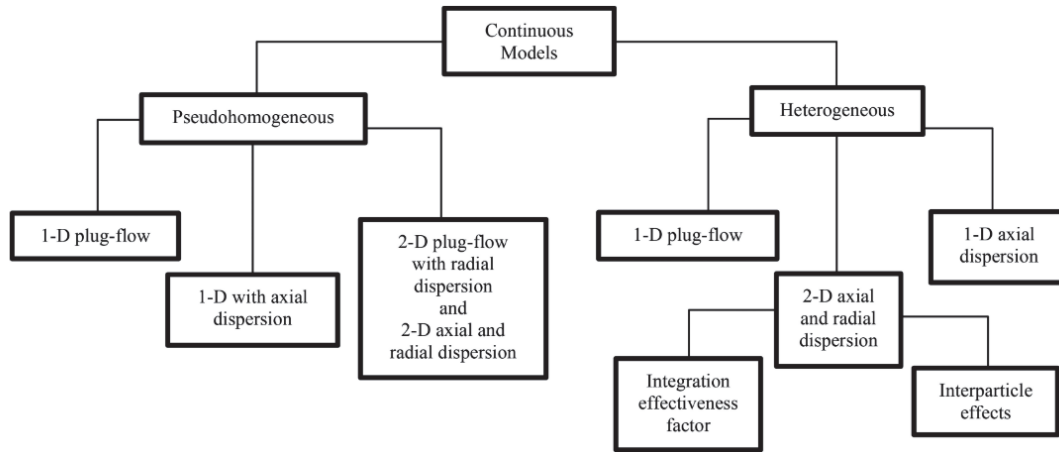 Continuous
Models
Pseudohomogeneous
Heterogeneous
1-D plug-flow
1-D with axial
dispersion
2-D plug-flow
with radial
dispersion
and
2-D axial and
radial dispersion
1-D plug-flow
2-D axial
and radial
dispersion
1-D axial
dispersion
Integration
effectiveness
factor
Interparticle
effects